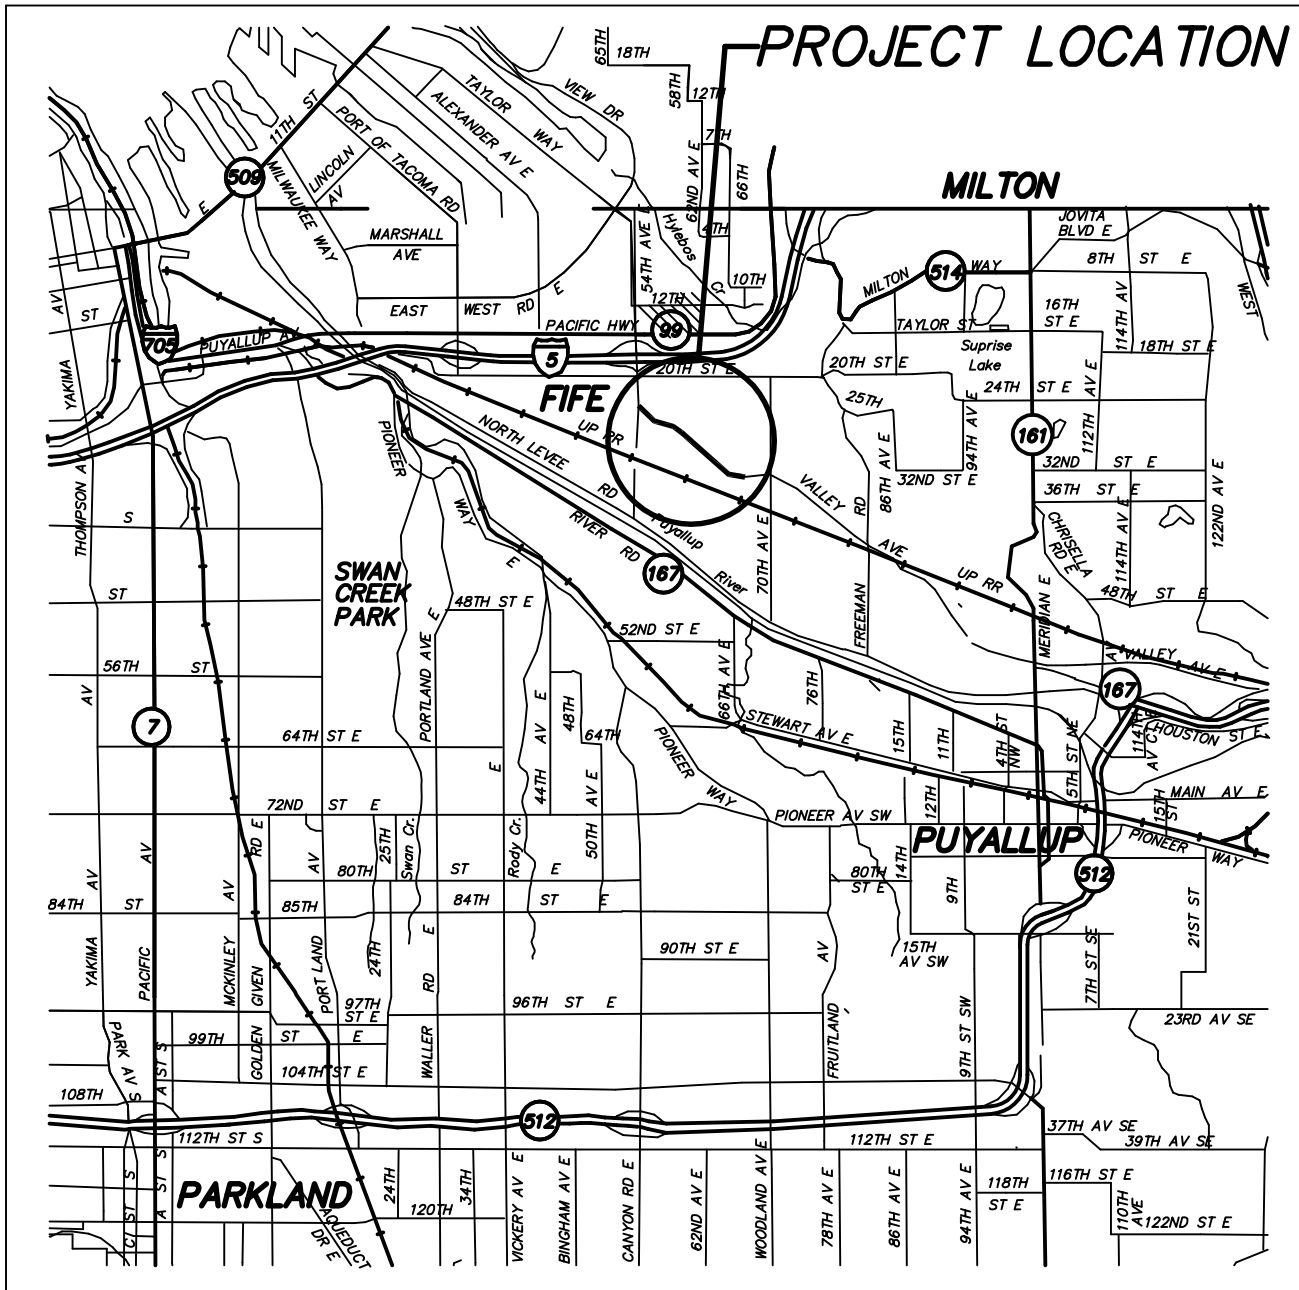 PROJECT LOCATION
65TH
18TH
58TH
12TH
7TH
62ND AV E
66TH
4TH
VIEW DR
TAYLOR
WAY
ALEXANDER AV E
PORT OF TACOMA RD
11TH ST
E
509
LINCOLN
AV
MILWAUKEE WAY
MARSHALL
AVE
EAST WEST RD E
MILTON
JOVITA
BLVD E
8TH ST E
54TH AVE E
Hylebos
Cr
10TH
12TH
514
MILTON WAY
16TH
ST E
114TH AV
WEST
AV
ST
705
PUYALLUP AV
PACIFIC HWY
99
5
TAYLOR ST
Suprise
Lake
18TH ST E
20TH ST E
20TH ST E
24TH ST E
YAKIMA
FIFE
25TH
94TH AV E
112TH AV E
161
PIONEER
WAY
E
NORTH LEVEE
RD
UP RR
86TH AV E
32ND ST E
32ND ST E
36TH ST E
122ND AV E
THOMPSON A
S
RIVER RD
Puyallup
River
VALLEY
AVE
RD
FREEMAN
70TH AV E
UP RR
CHRISELLA
RD E
114TH AV E
SWAN
CREEK
PARK
167
ST
48TH ST E
48TH ST E
52ND ST E
MERIDIAN E
56TH ST
AV
PORTLAND AVE E
66TH AV E
76TH
AV
VALLEY
AV E
167
7
64TH ST E
E
44TH AV E
48TH
64TH
STEWART AV E
PIONEER
WAY
15TH
11TH
4TH ST
NW
5TH ST NE
114TH
AV C E
HOUSTON ST E
72ND ST E
50TH AV E
PIONEER AV SW
12TH
MAIN AV E
15TH
ST
PIONEER
WAY
PUYALLUP
25TH
Swan Cr.
Rody Cr.
80TH ST E
80TH
ST E
14TH
9TH
512
84TH ST
85TH
84TH ST E
AV
YAKIMA
AV
PACIFIC
AV
MCKINLEY
RD E
GIVEN
GOLDEN
AV
PORTLAND
24TH
E
RD
WALLER
90TH ST E
AV
FRUITLAND
15TH
AV SW
21ST ST
7TH ST SE
97TH
ST E
96TH ST E
9TH ST SW
23RD AV SE
PARK AV S
A ST S
99TH ST E
104TH ST E
108TH
512
112TH ST S
112TH ST E
37TH AV SE
39TH AV SE
PARKLAND
C ST S
A ST S
AQUEDUCT
DR E
24TH
34TH
120TH
VICKERY AV E
BINGHAM AV E
CANYON RD E
62ND AV E
WOODLAND AV E
78TH AV E
86TH AV E
94TH AV E
118TH
ST E
116TH ST E
110TH
AVE
A122ND ST E